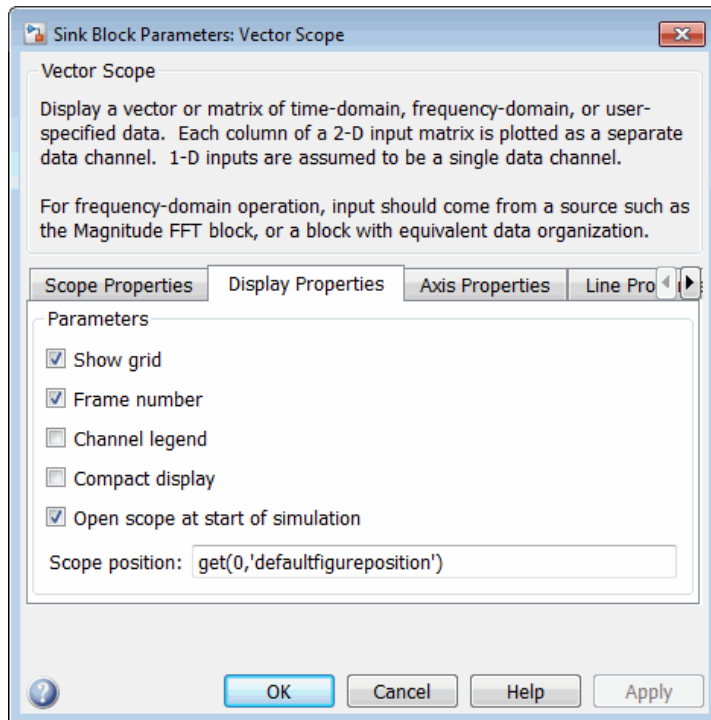 Sink Block Parameters: Vector Scope
Vector Scope
Display a vector or matrix of time-domain, frequency-domain, or user-
specified data.  Each column of a 2-D input matrix is plotted as a separate
data channel.  1-D inputs are assumed to be a single data channel.
For frequency-domain operation, input should come from a source such as
the Magnitude FFT block, or a block with equivalent data organization.
Scope Properties Display Properties Axis Properties Line Pro
Parameters
Show grid
Frame number
Channel legend
Compact display
Open scope at start of simulation
Scope position: get(0,'defaultfigureposition')
OK Cancel Help Apply